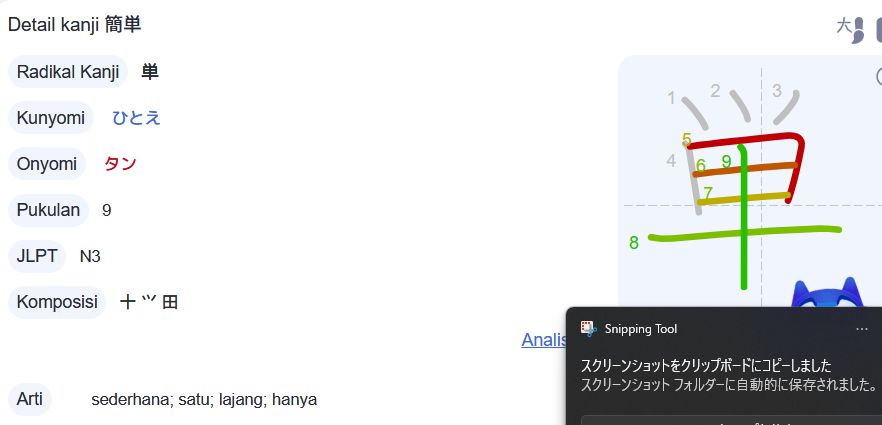 Detail kanji 簡単
大
Radikal Kanji 単
Kunyomi ひとえ
Onyomi タン
Pukulan 9
JLPT N3
Komposisi 十 ⺍ 田
1 2 3
5
4 6 9
7
8
Snipping Tool
スクリーンショットをクリップボードにコピーしました
スクリーンショット フォルダーに自動的に保存されました。
Arti sederhana; satu; lajang; hanya